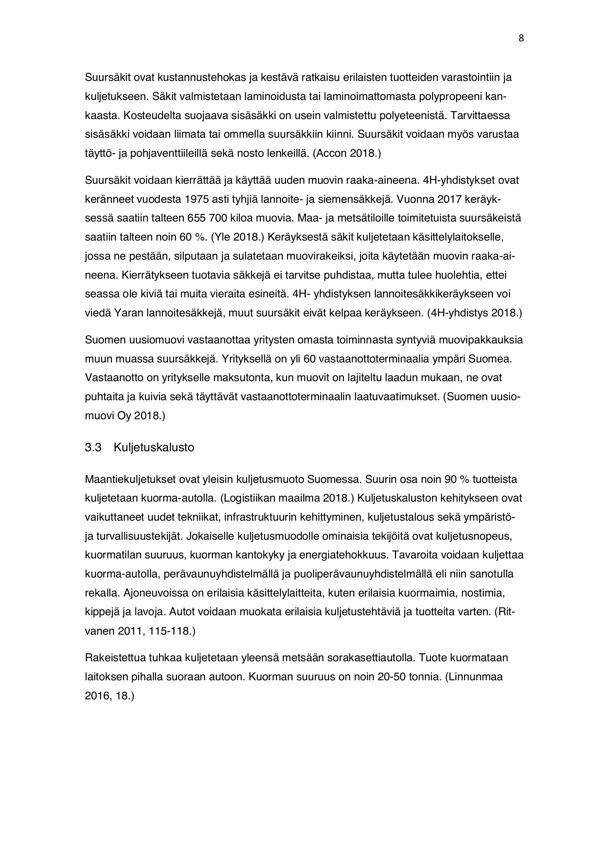 8
Suursäkit ovat kustannustehokas ja kestävä ratkaisu erilaisten tuotteiden varastointiin ja
kuljetukseen. Säkit valmistetaan laminoidusta tai laminoimattomasta polypropeeni kan-
kaasta. Kosteudelta suojaava sisäsäkki on usein valmistettu polyeteenistä. Tarvittaessa
sisäsäkki voidaan liimata tai ommella suursäkkiin kiinni. Suursäkit voidaan myös varustaa
täyttö- ja pohjaventtiileillä sekä nosto lenkeillä. (Accon 2018.)
Suursäkit voidaan kierrättää ja käyttää uuden muovin raaka-aineena. 4H-yhdistykset ovat
keränneet vuodesta 1975 asti tyhjiä lannoite- ja siemensäkkejä. Vuonna 2017 keräyk-
sessä saatiin talteen 655 700 kiloa muovia. Maa- ja metsätiloille toimitetuista suursäkeistä
saatiin talteen noin 60 %. (Yle 2018.) Keräyksestä säkit kuljetetaan käsittelylaitokselle,
jossa ne pestään, silputaan ja sulatetaan muovirakeiksi, joita käytetään muovin raaka-ai-
neena. Kierrätykseen tuotavia säkkejä ei tarvitse puhdistaa, mutta tulee huolehtia, ettei
seassa ole kiviä tai muita vieraita esineitä. 4H- yhdistyksen lannoitesäkkikeräykseen voi
viedä Yaran lannoitesäkkejä, muut suursäkit eivät kelpaa keräykseen. (4H-yhdistys 2018.)
Suomen uusiomuovi vastaanottaa yritysten omasta toiminnasta syntyviä muovipakkauksia
muun muassa suursäkkejä. Yrityksellä on yli 60 vastaanottoterminaalia ympäri Suomea.
Vastaanotto on yritykselle maksutonta, kun muovit on lajiteltu laadun mukaan, ne ovat
puhtaita ja kuivia sekä täyttävät vastaanottoterminaalin laatuvaatimukset. (Suomen uusio-
muovi Oy 2018.)
3.3 Kuljetuskalusto
Maantiekuljetukset ovat yleisin kuljetusmuoto Suomessa. Suurin osa noin 90 % tuotteista
kuljetetaan kuorma-autolla. (Logistiikan maailma 2018.) Kuljetuskaluston kehitykseen ovat
vaikuttaneet uudet tekniikat, infrastruktuurin kehittyminen, kuljetustalous sekä ympäristö-
ja turvallisuustekijät. Jokaiselle kuljetusmuodolle ominaisia tekijöitä ovat kuljetusnopeus,
kuormatilan suuruus, kuorman kantokyky ja energiatehokkuus. Tavaroita voidaan kuljettaa
kuorma-autolla, perävaunuyhdistelmällä ja puoliperävaunuyhdistelmällä eli niin sanotulla
rekalla. Ajoneuvoissa on erilaisia käsittelylaitteita, kuten erilaisia kuormaimia, nostimia,
kippejä ja lavoja. Autot voidaan muokata erilaisia kuljetustehtäviä ja tuotteita varten. (Rit-
vanen 2011, 115-118.)
Rakeistettua tuhkaa kuljetetaan yleensä metsään sorakasettiautolla. Tuote kuormataan
laitoksen pihalla suoraan autoon. Kuorman suuruus on noin 20-50 tonnia. (Linnunmaa
2016, 18.)